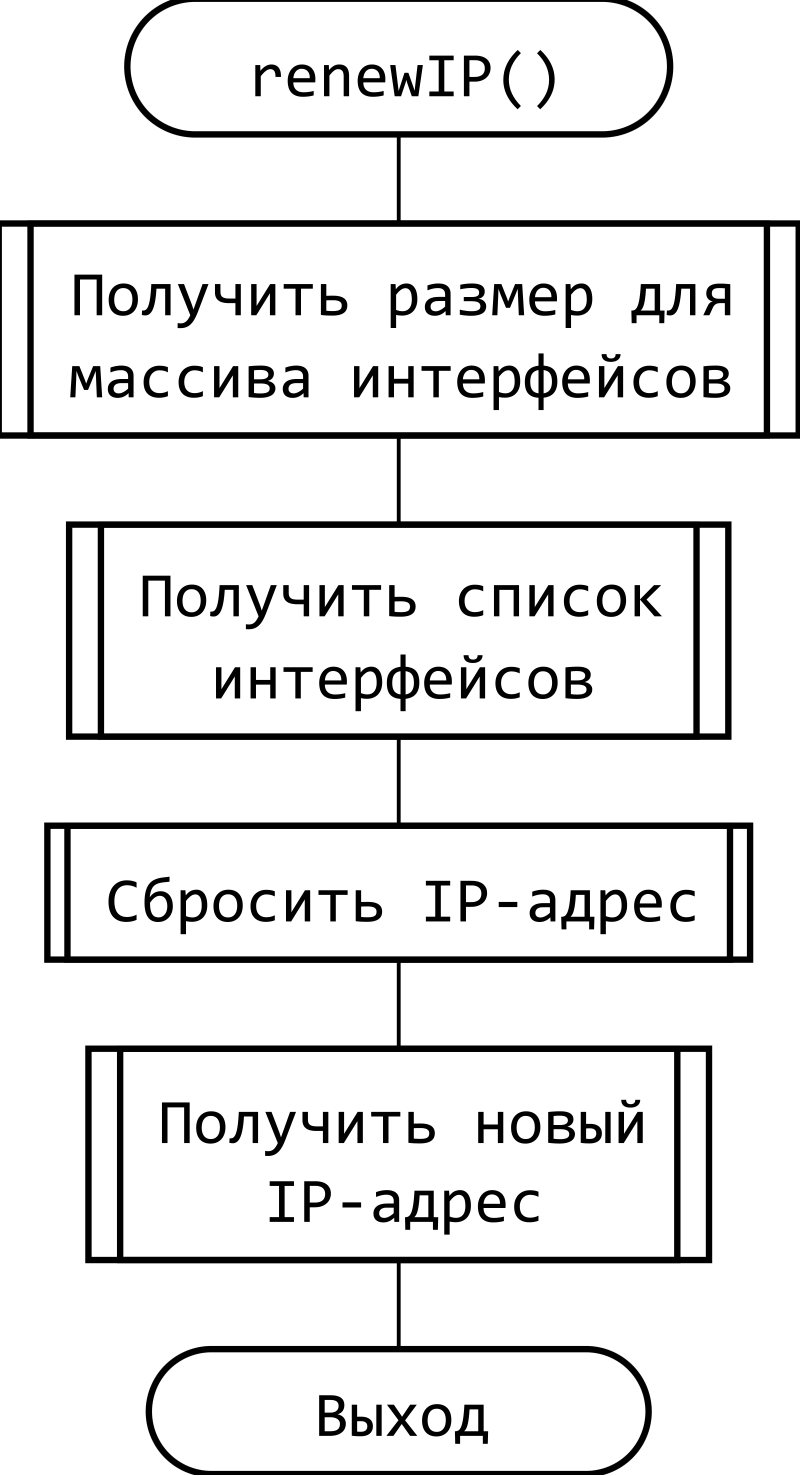 renewIP()
Получить размер для
массива интерфейсов
Получить список
интерфейсов
Сбросить IP-адрес
Получить новый
IP-адрес
Выход